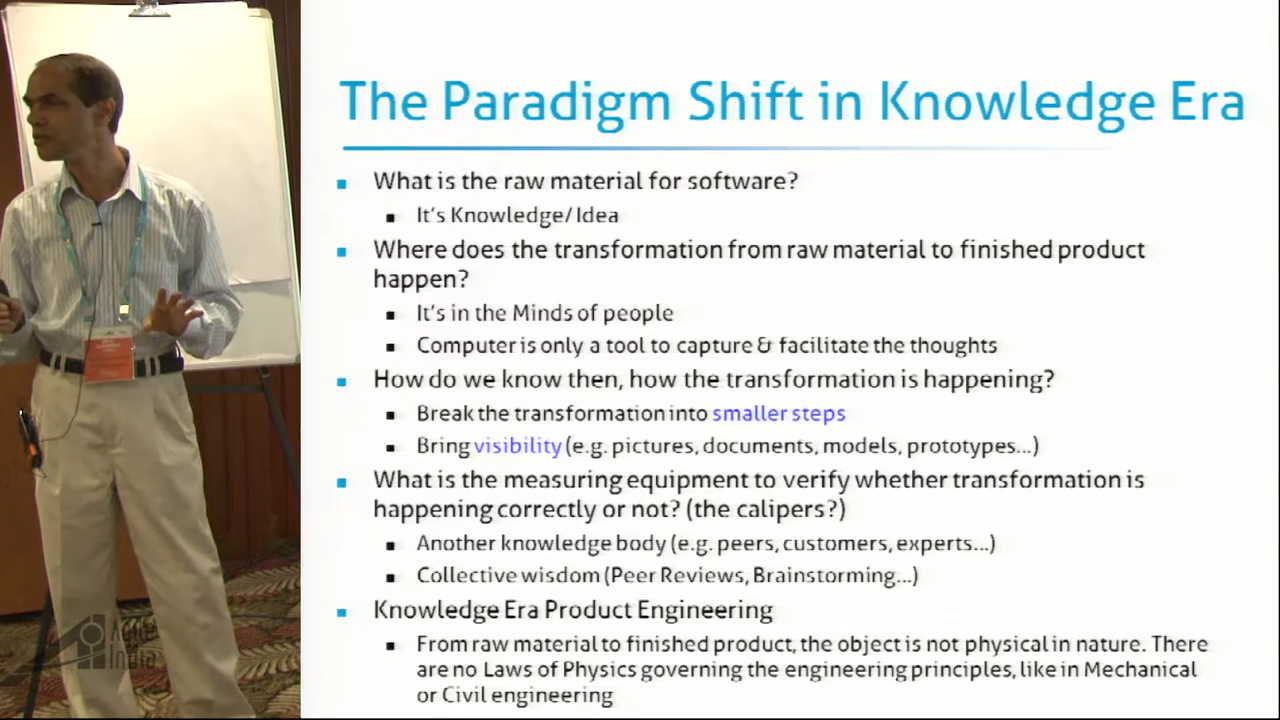 The Paradigm Shift in Knowledge Era
What is the raw material for software?
It's Knowledge/Idea
Where does the transformation from raw material to finished product
happen?
It's in the Minds of people
Computer is only a tool to capture & facilitate the thoughts
How do we know then, how the transformation is happening?
Break the transformation into smaller steps
Bring visibility (e.g. pictures, documents, models, prototypes...)
What is the measuring equipment to verify whether transformation is
happening correctly or not? (the calipers?)
Another knowledge body (e.g. peers, customers, experts...)
Collective wisdom (Peer Reviews, Brainstorming...)
Knowledge Era Product Engineering
From raw material to finished product, the object is not physical in nature. There
are no Laws of Physics governing the engineering principles, like in Mechanical
or Civil engineering
Agile
India